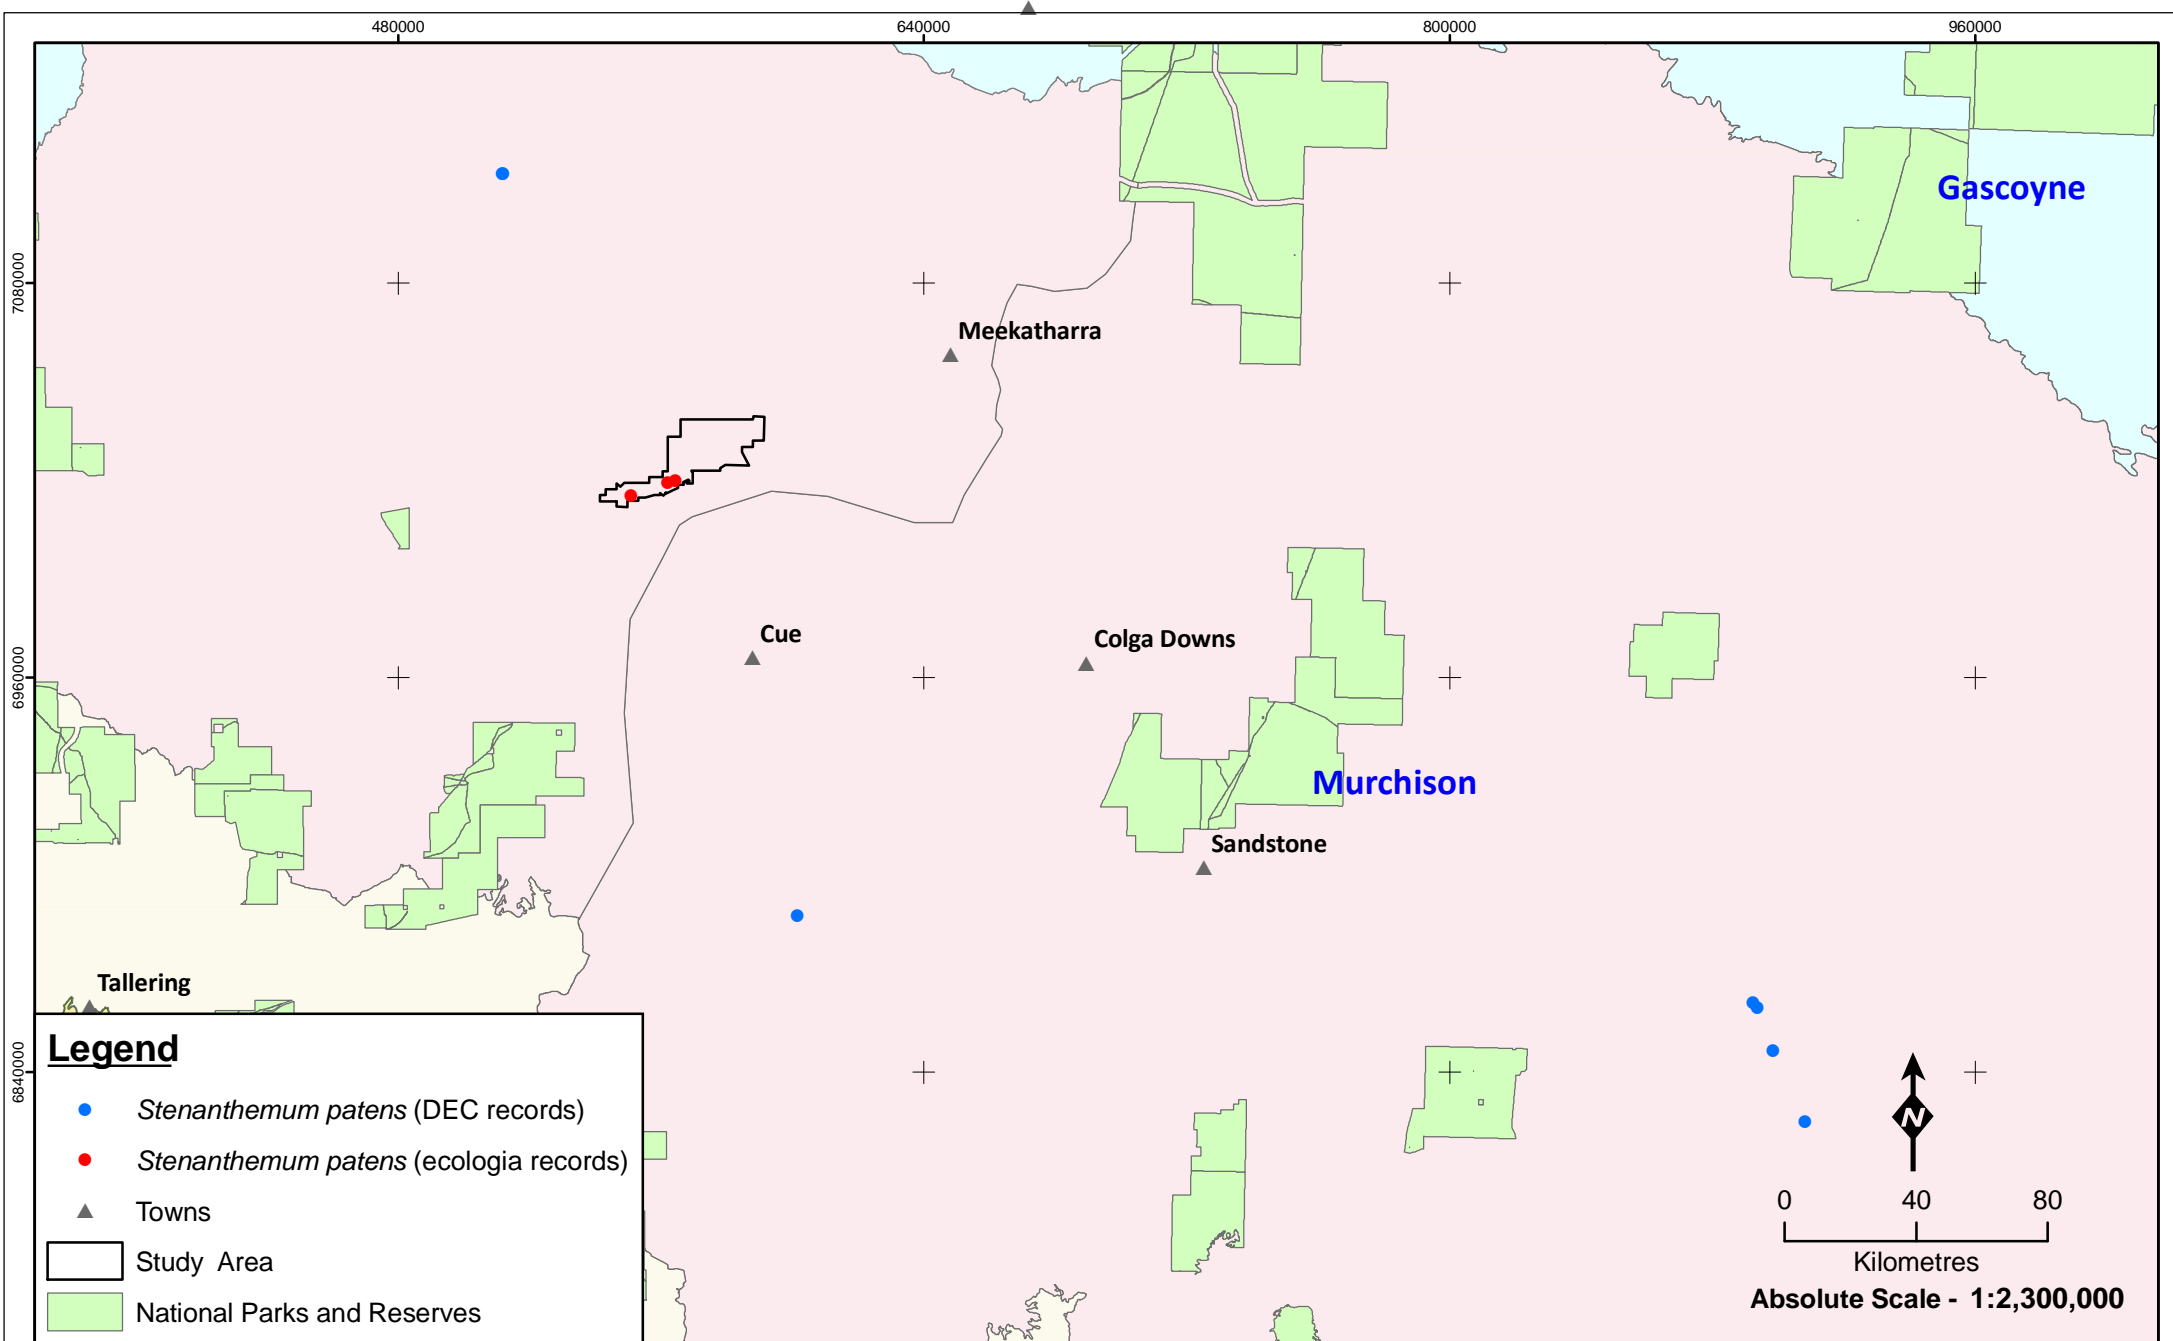 480000
640000
800000
960000
Gascoyne
7080000
Meekatharra
Cue
Colga Downs
6960000
Murchison
Sandstone
Tallering
Legend
6840000
Stenanthemum patens (DEC records)
Stenanthemum patens (ecologia records)
Towns
Study Area
National Parks and Reserves
N
0 40 80
Kilometres
Absolute Scale - 1:2,300,000